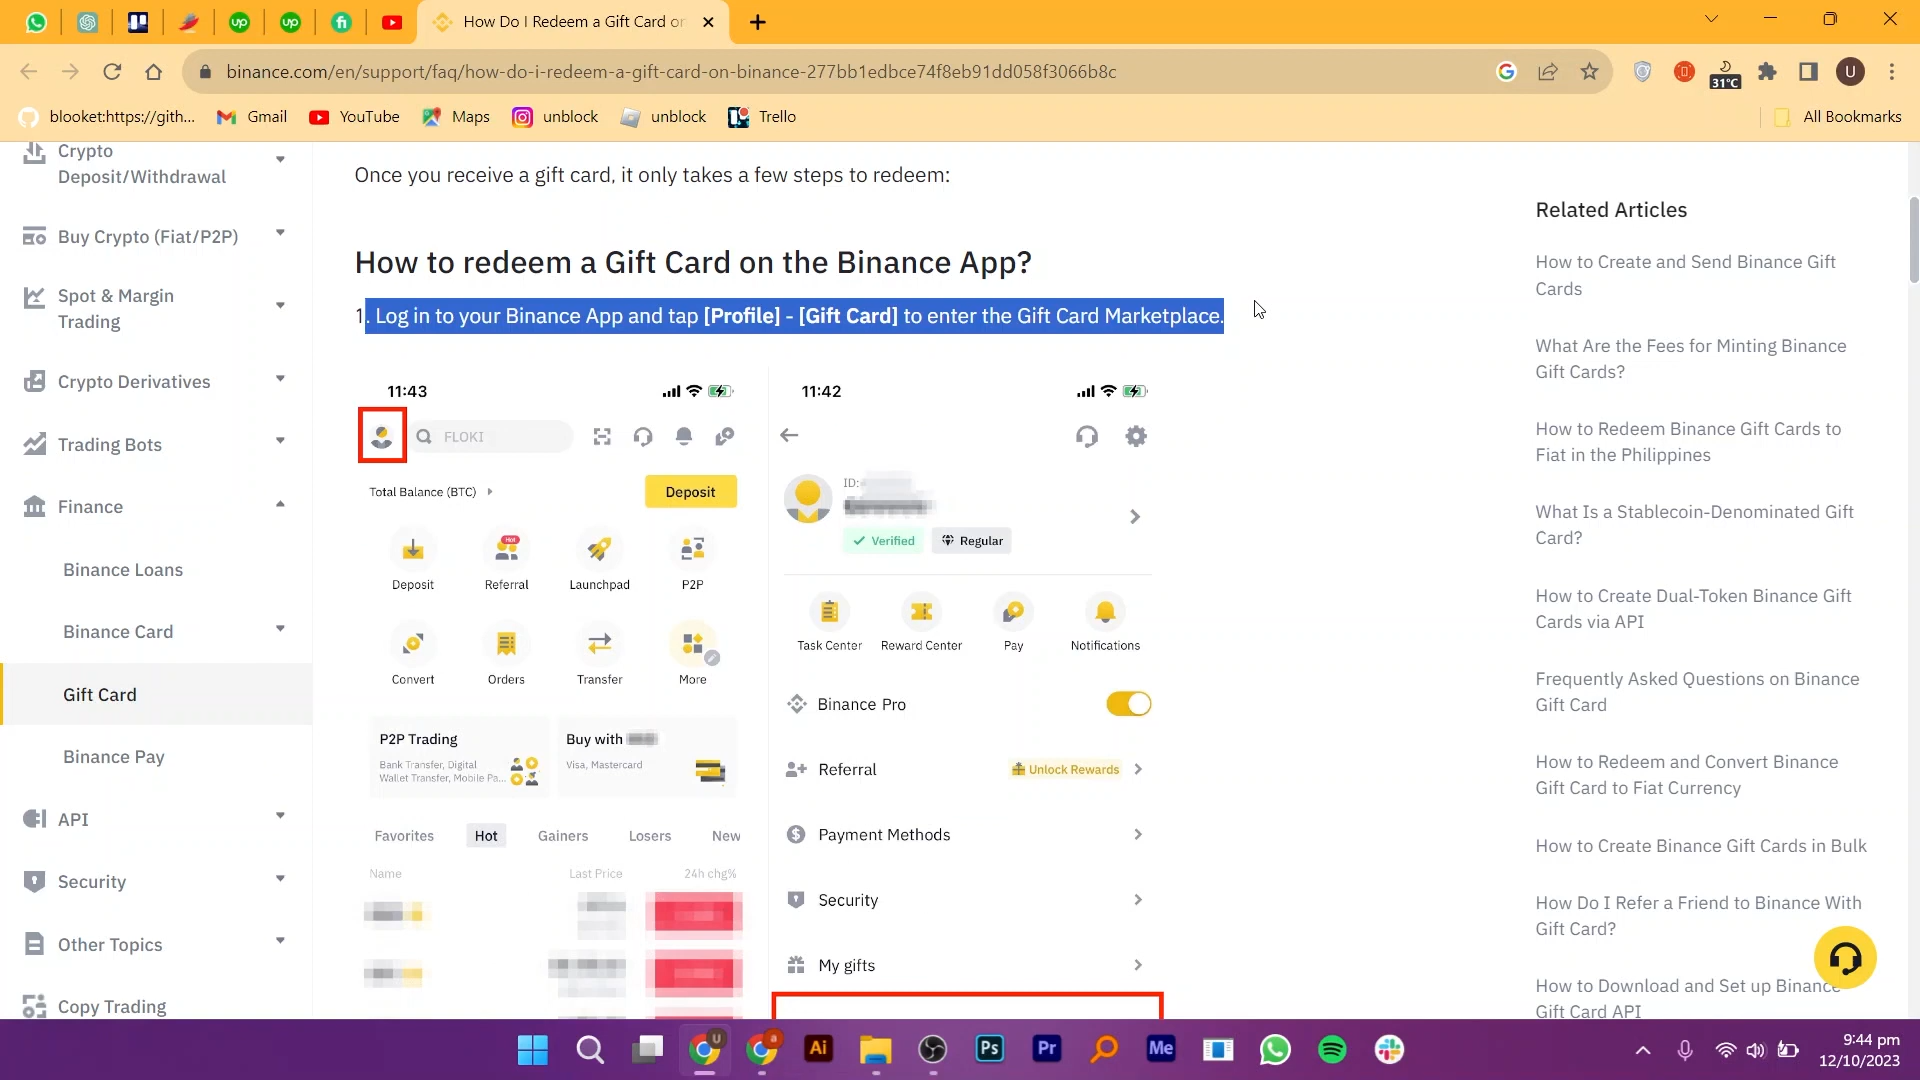 How Do I Redeem a Gift Card or
binance.com/en/support/faq/how-do-i-redeem-a-gift-card-on-binance-277bb1edbce74f8eb91dd058f3066b8c
31°C
U
blooket:https://gith...
Gmail
YouTube
Maps
unblock
unblock
Trello
All Bookmarks
Crypto
Deposit/Withdrawal
Buy Crypto (Fiat/P2P)
Spot & Margin
Trading
Crypto Derivatives
Trading Bots
Finance
Binance Loans
Binance Card
Gift Card
Binance Pay
API
Security
Other Topics
Copy Trading
Once you receive a gift card, it only takes a few steps to redeem:
How to redeem a Gift Card on the Binance App?
1. Log in to your Binance App and tap [Profile] - [Gift Card] to enter the Gift Card Marketplace.
11:43
FLOKI
Total Balance (BTC)
Deposit
Hot
Deposit
Referral
Launchpad
P2P
Convert
Orders
Transfer
More
P2P Trading
Bank Transfer, Digital
Wallet Transfer, Mobile Pa...
Buy with
Visa, Mastercard
Favorites
Hot
Gainers
Losers
New
Name
Last Price
24h chg%
11:42
ID:
Verified
Regular
Task Center
Reward Center
Pay
Notifications
Binance Pro
Referral
Unlock Rewards
Payment Methods
Security
My gifts
Related Articles
How to Create and Send Binance Gift
Cards
What Are the Fees for Minting Binance
Gift Cards?
How to Redeem Binance Gift Cards to
Fiat in the Philippines
What Is a Stablecoin-Denominated Gift
Card?
How to Create Dual-Token Binance Gift
Cards via API
Frequently Asked Questions on Binance
Gift Card
How to Redeem and Convert Binance
Gift Card to Fiat Currency
How to Create Binance Gift Cards in Bulk
How Do I Refer a Friend to Binance With
Gift Card?
How to Download and Set up Binance
Gift Card API
Ai
Ps
Pr
Me
9:44 pm
12/10/2023